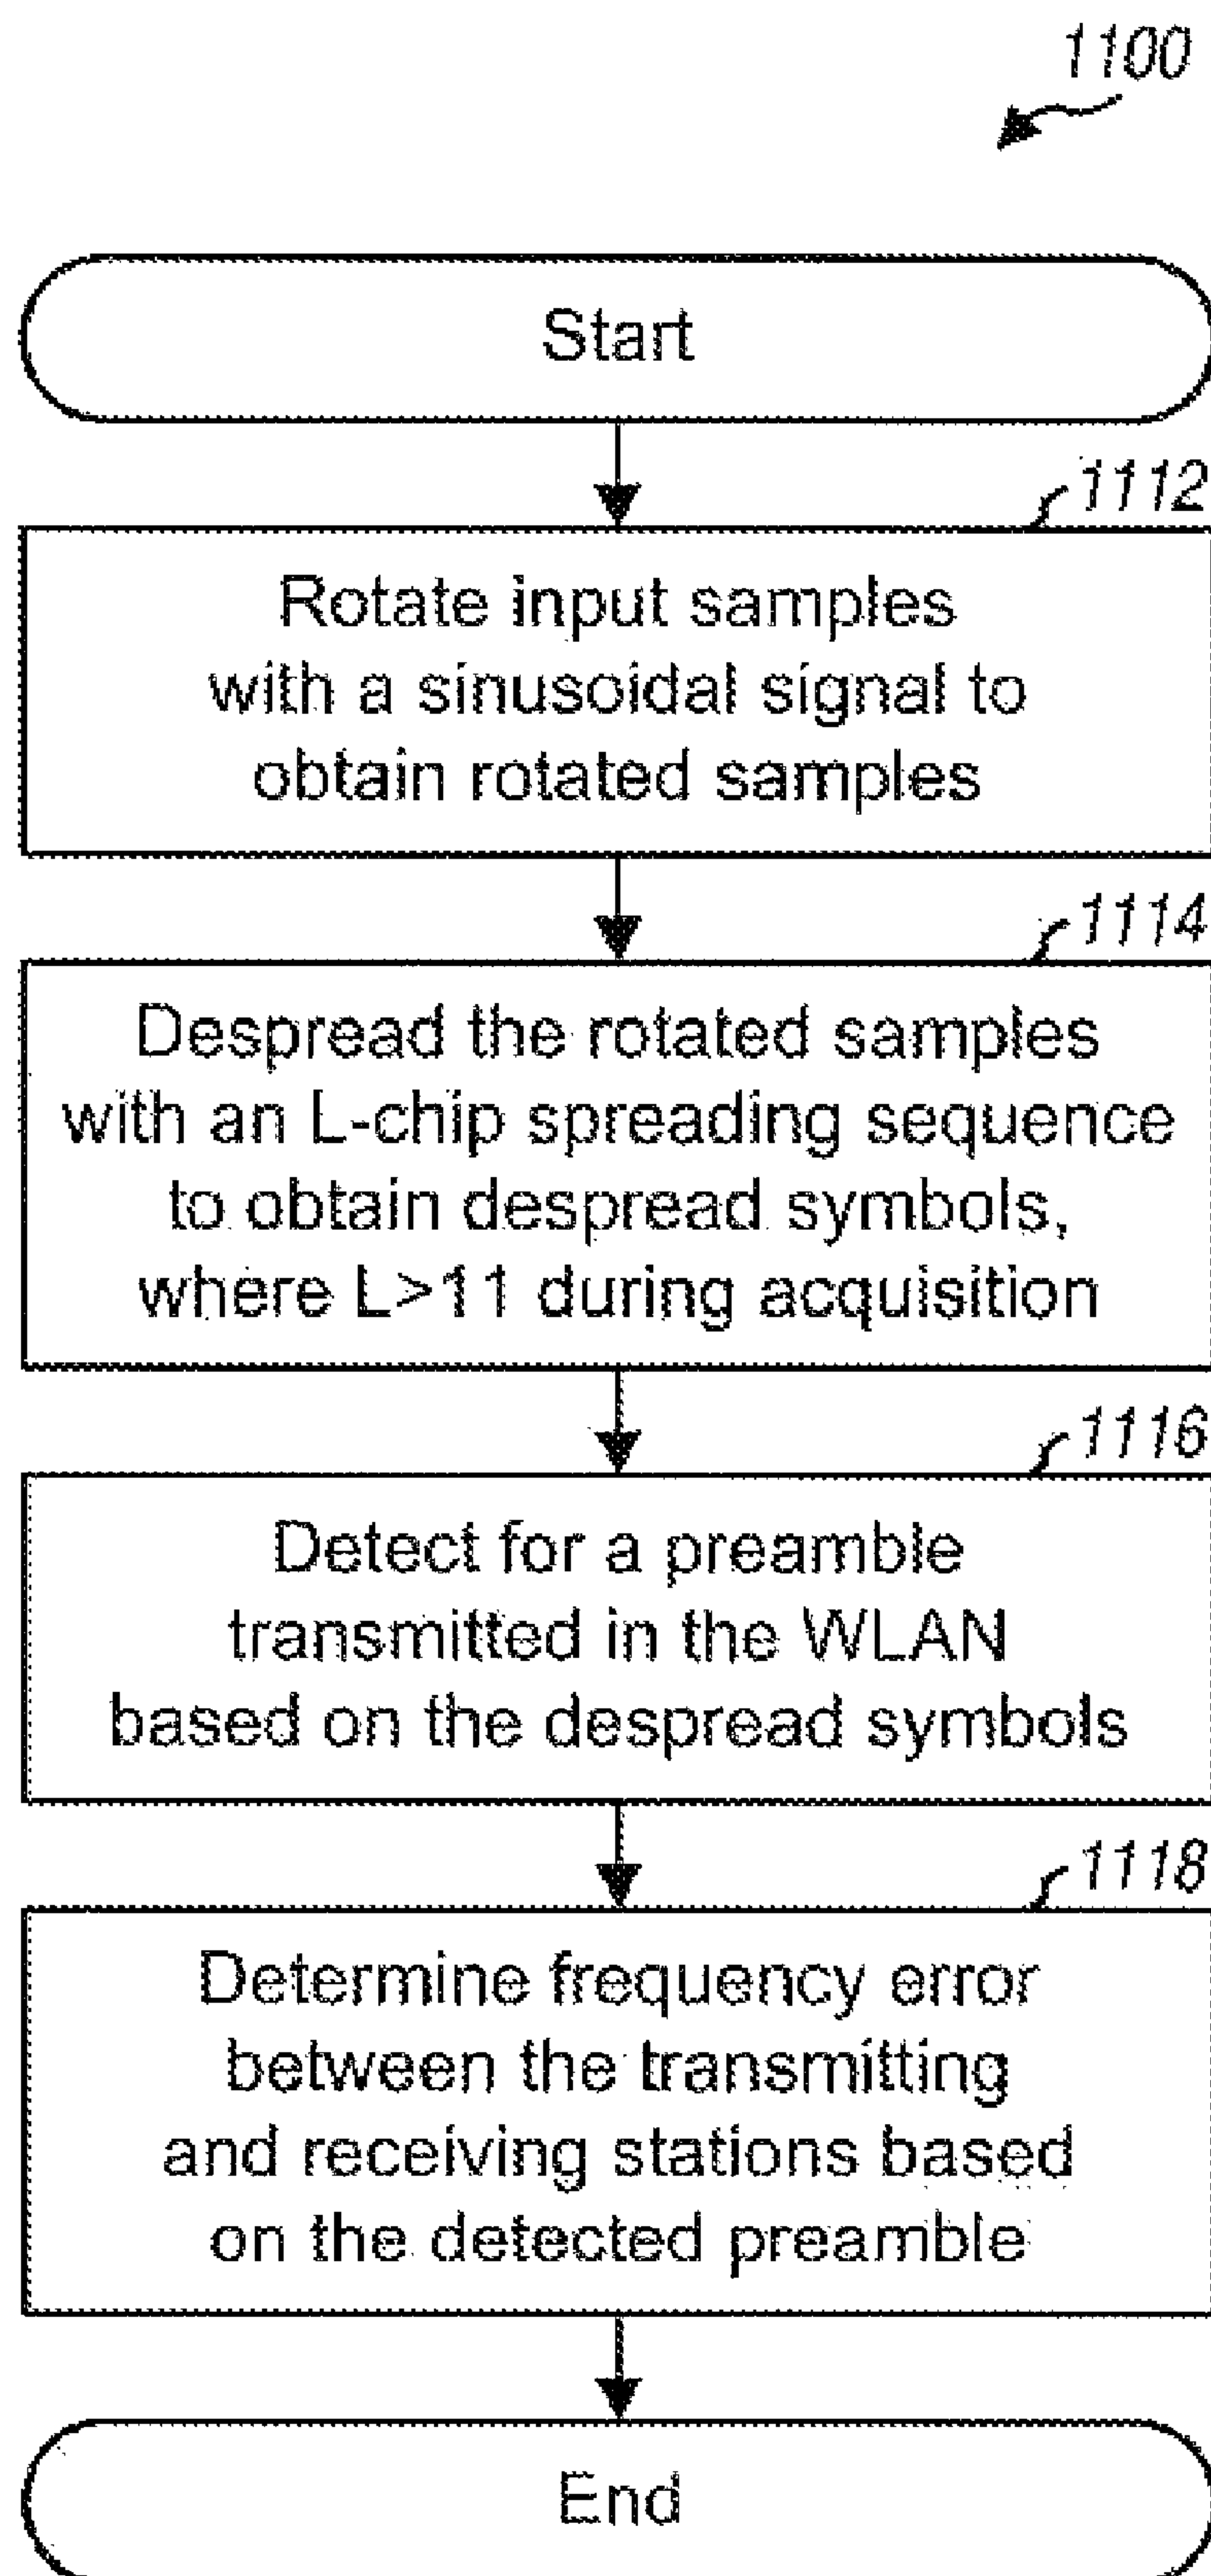 1100
Start
1112
Rotate input samples
with a sinusoidal signal to
obtain rotated samples
1114
Despread the rotated samples
with an L-chip spreading sequence
to obtain despread symbols,
where L>11 during acquisition
1116
Detect for a preamble
transmitted in the WLAN
based on the despread symbols
1118
Determine frequency error
between the transmitting
and receiving stations based
on the detected preamble
End